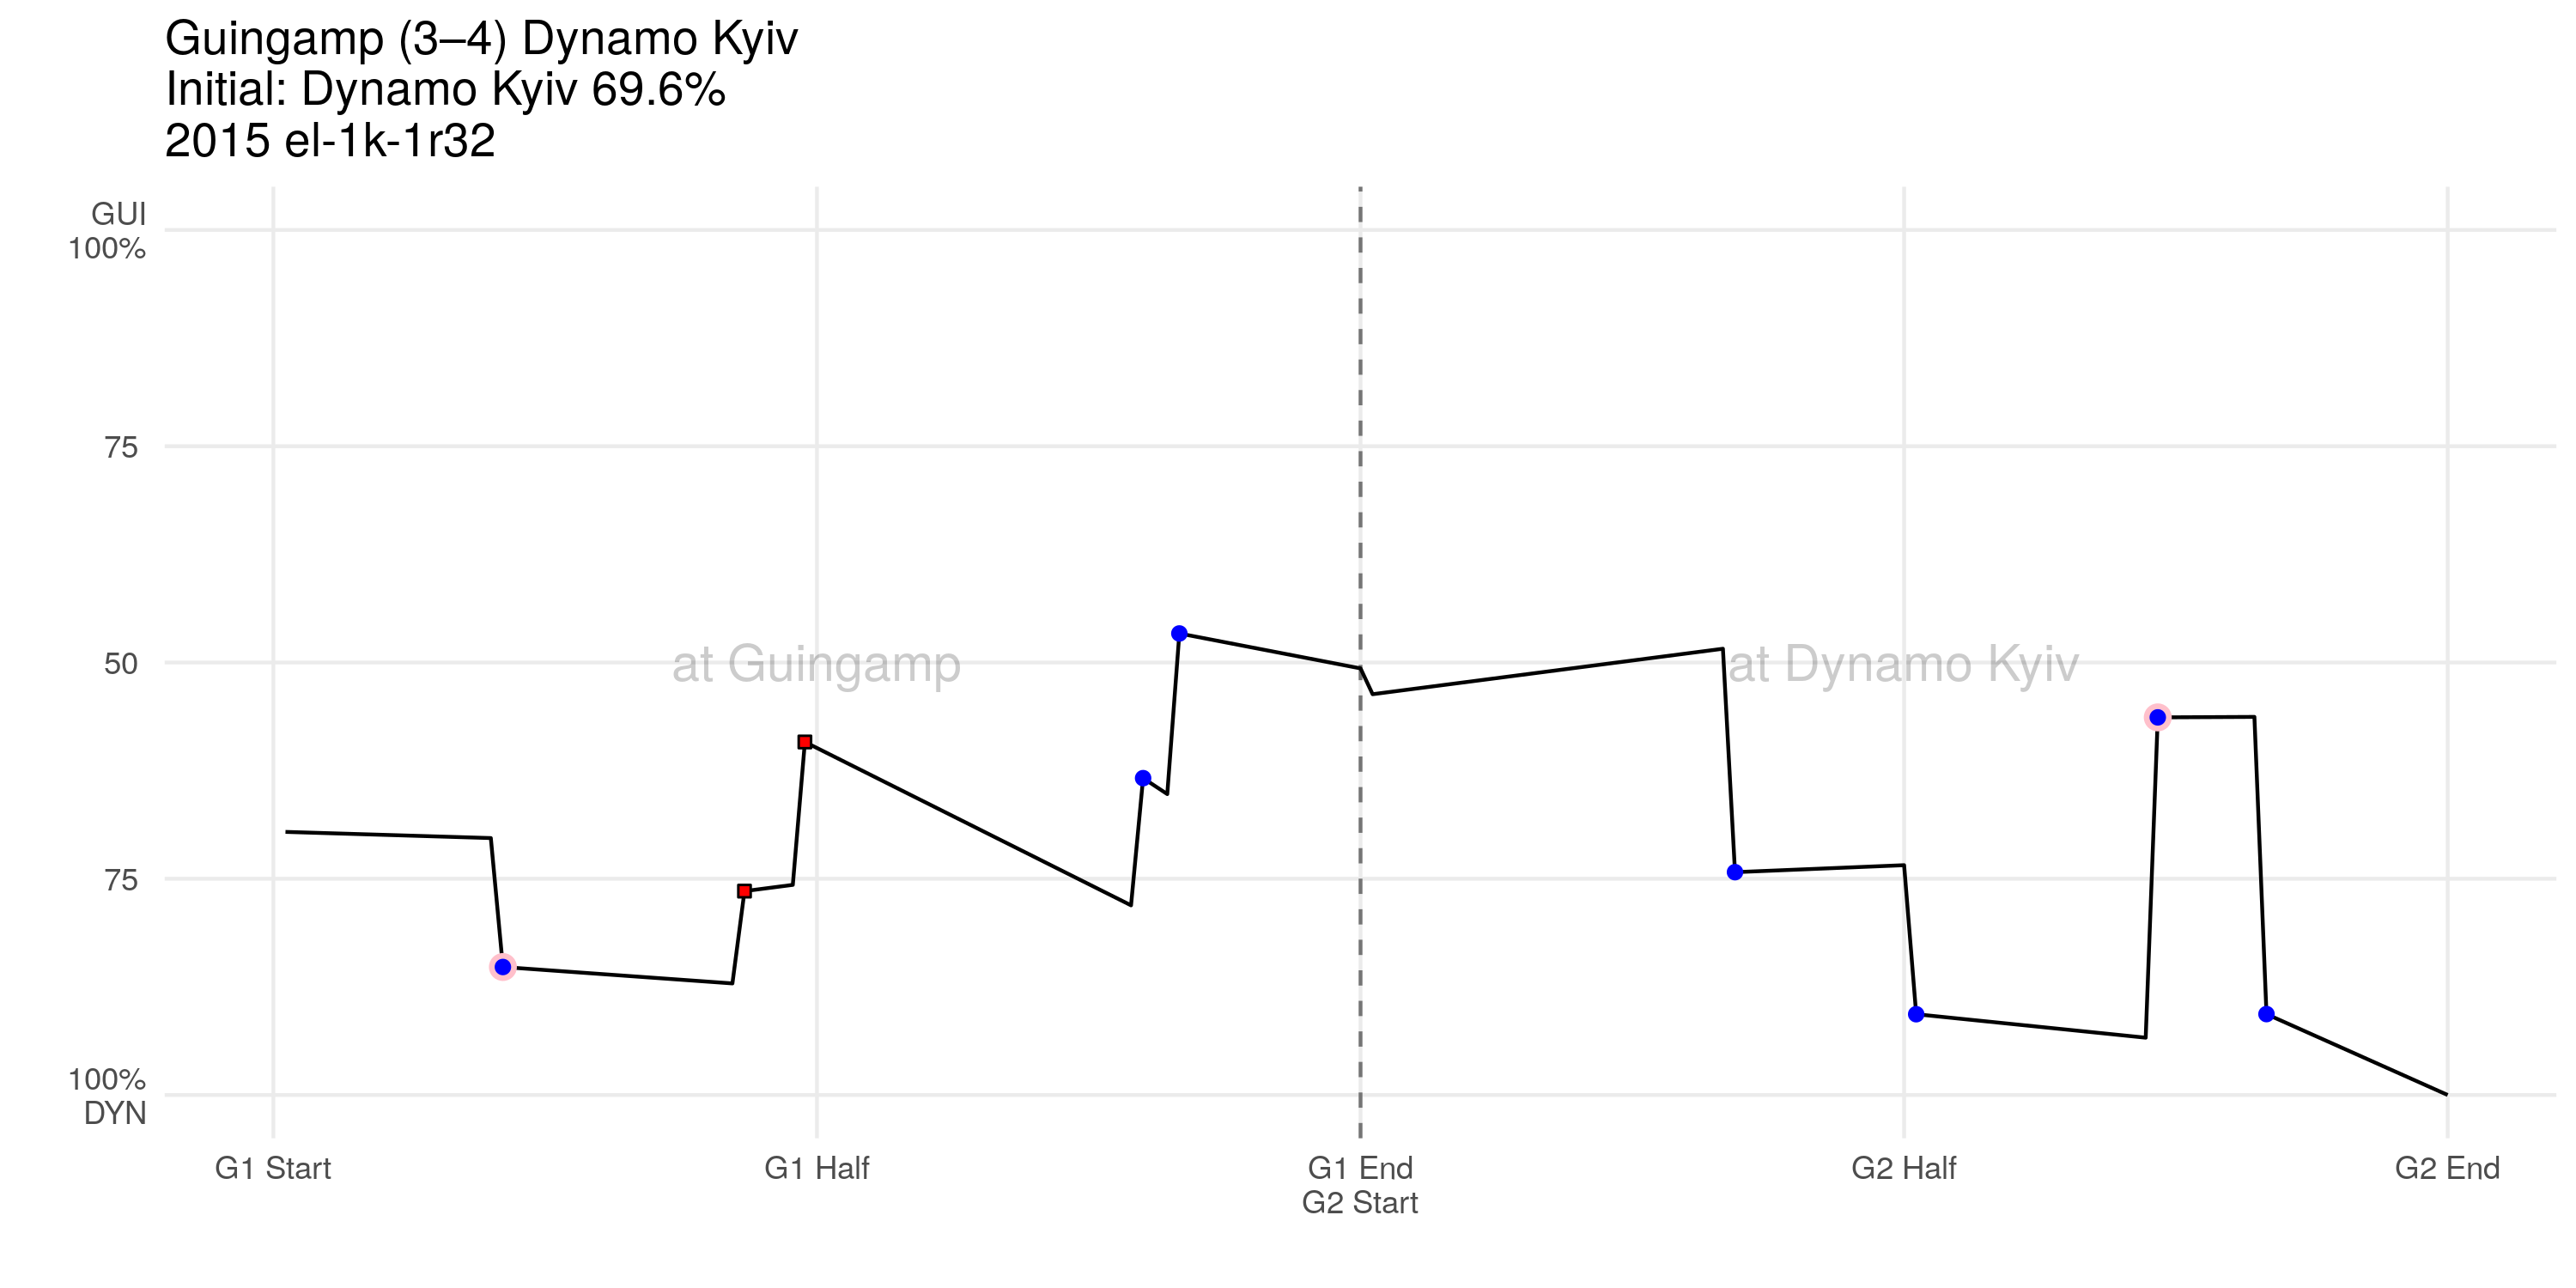 Guingamp (3–4) Dynamo Kyiv
Initial: Dynamo Kyiv 69.6%
2015 el-1k-1r32
GUI
100%
75
50
75
100%
DYN
at Guingamp
at Dynamo Kyiv
G1 Start
G1 Half
G1 End
G2 Start
G2 Half
G2 End